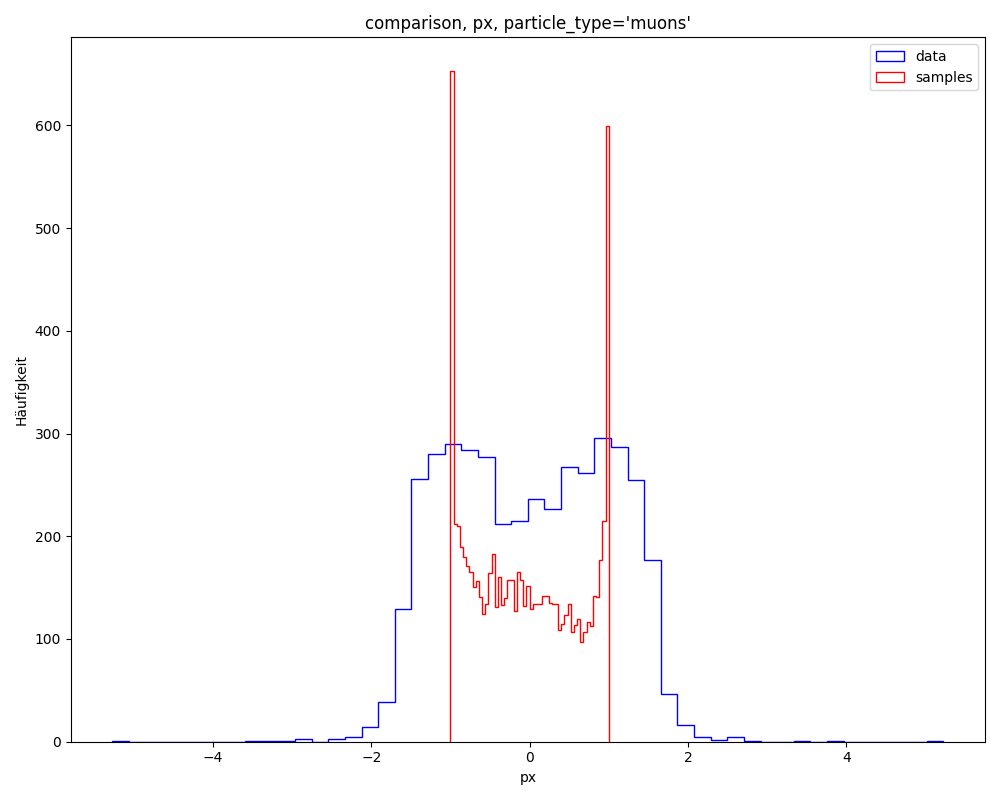 comparison, px, particle_type='muons'
data
samples
Häufigkeit
600
500
400
300
200
100
0
−4
−2
0
2
4
px